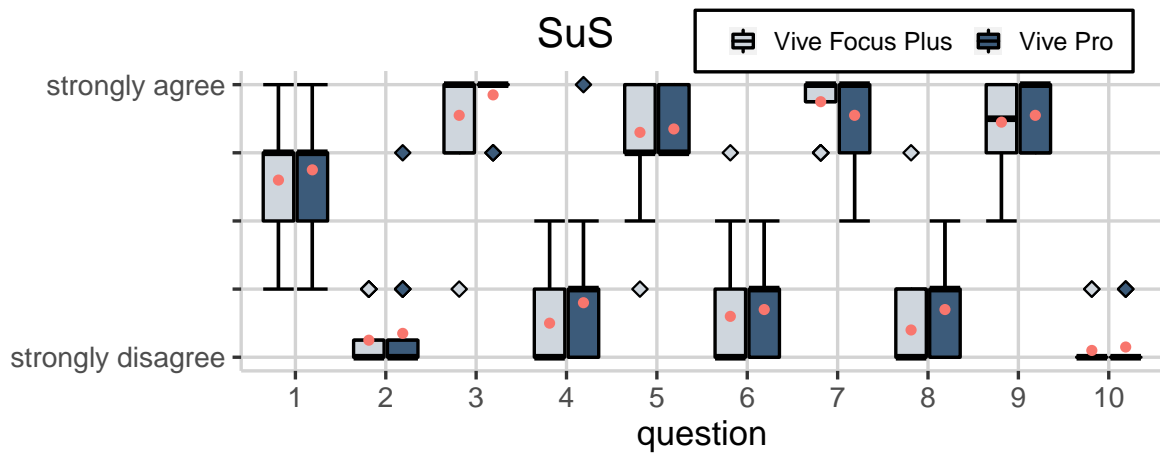 SuS
Vive Focus Plus Vive Pro
strongly agree
strongly disagree
1 2 3 4 5 6 7 8 9 10
question